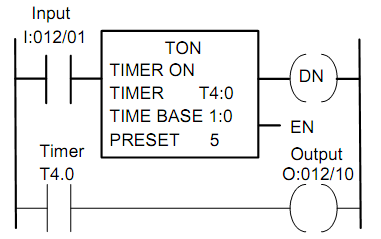 Input
I:012/01
TON
TIMER ON
TIMER T4:0
TIME BASE 1:0
PRESET 5
DN
EN
Timer
T4.0
Output
O:012/10